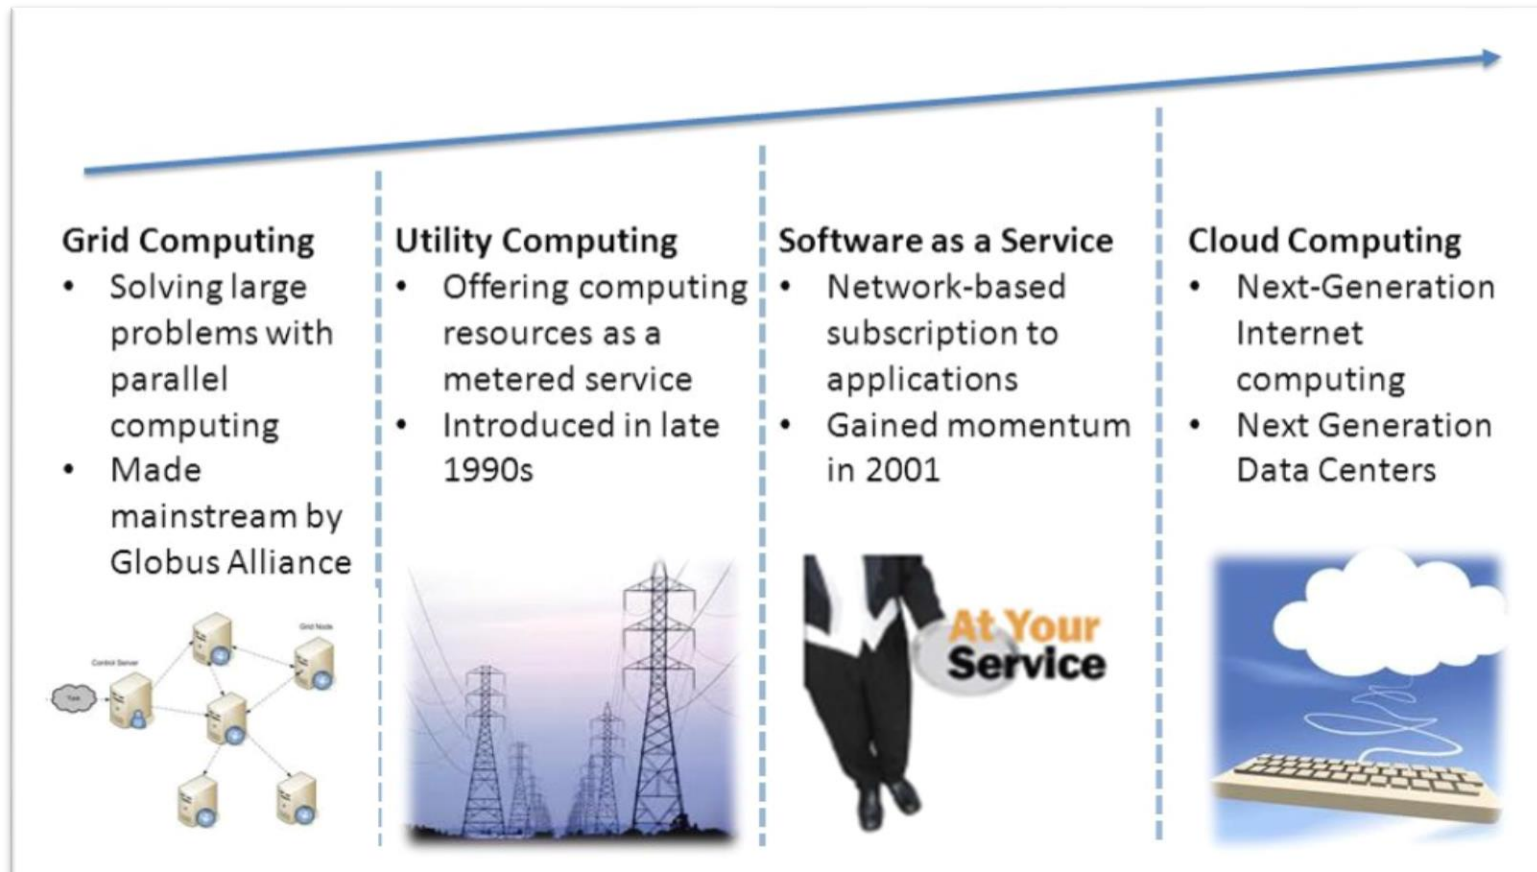 Grid Computing
• Solving large
problems with
parallel
computing
• Made
mainstream by
Globus Alliance
Control Server
Grid Node
Task
Utility Computing
• Offering computing
resources as a
metered service
• Introduced in late
1990s
Software as a Service
• Network-based
subscription to
applications
• Gained momentum
in 2001
At Your
Service
Cloud Computing
• Next-Generation
Internet
computing
• Next Generation
Data Centers